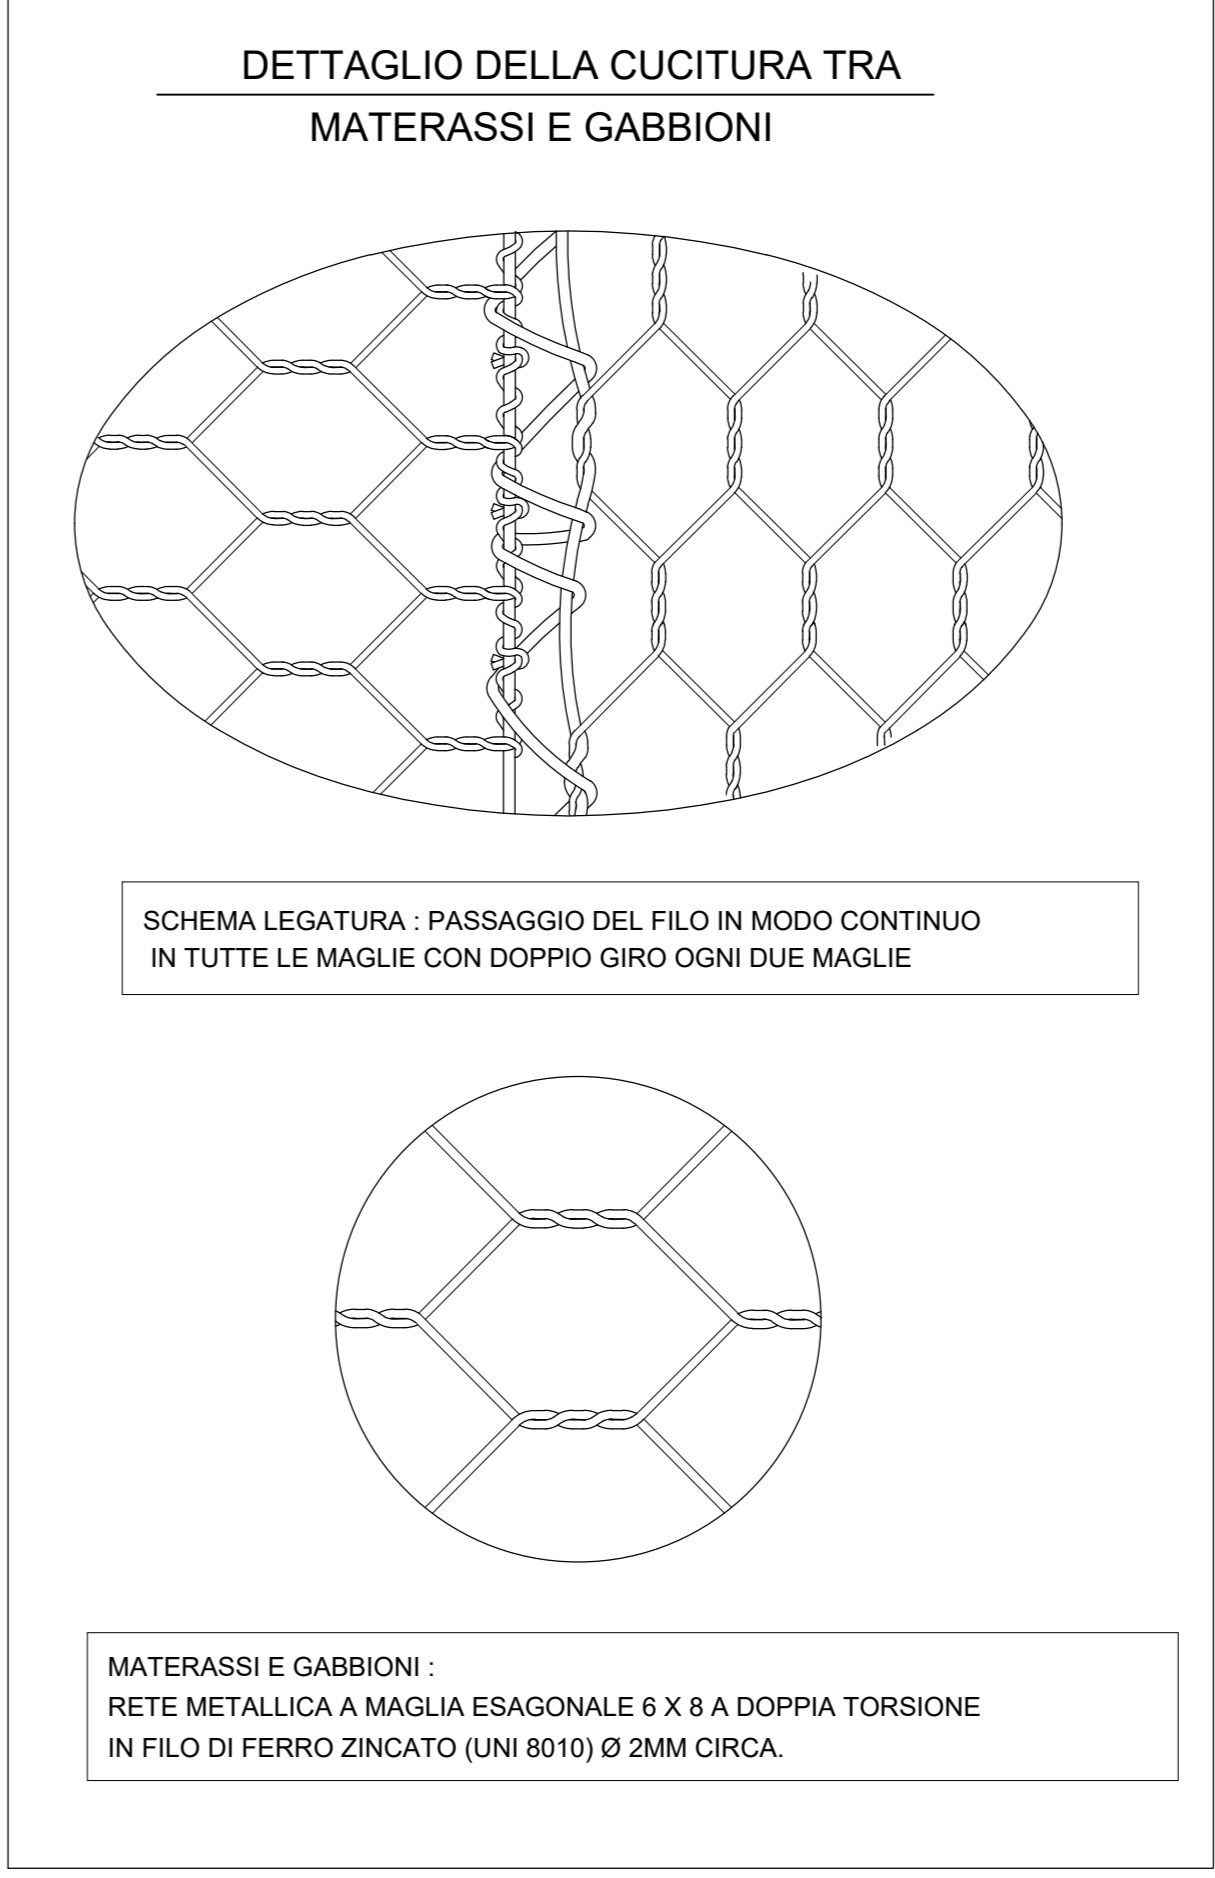 DETTAGLIO DELLA CUCITURA TRA
MATERASSI E GABBIONI
SCHEMA LEGATURA : PASSAGGIO DEL FILO IN MODO CONTINUO
IN TUTTE LE MAGLIE CON DOPPIO GIRO OGNI DUE MAGLIE
MATERASSI E GABBIONI :
RETE METALLICA A MAGLIA ESAGONALE 6 X 8 A DOPPIA TORSIONE
IN FILO DI FERRO ZINCATO (UNI 8010) Ø 2MM CIRCA.